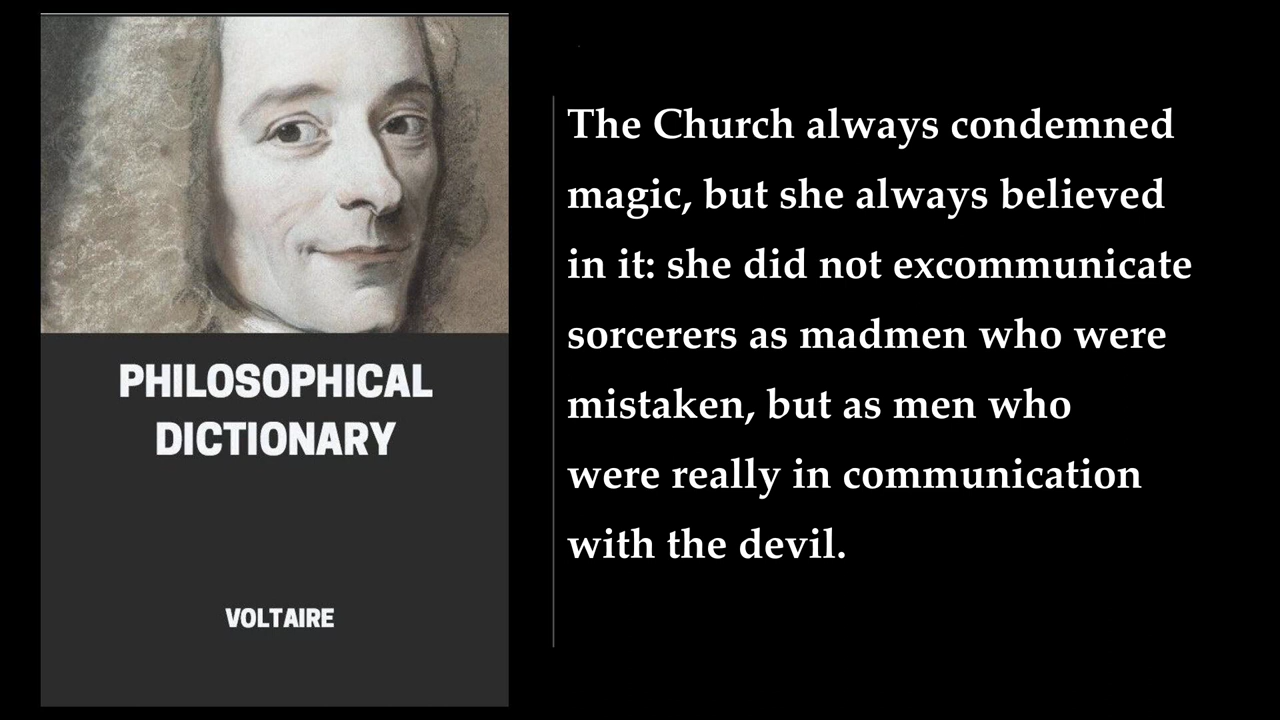 PHILOSOPHICAL
DICTIONARY
VOLTAIRE
The Church always condemned
magic, but she always believed
in it: she did not excommunicate
sorcerers as madmen who were
mistaken, but as men who
were really in communication
with the devil.